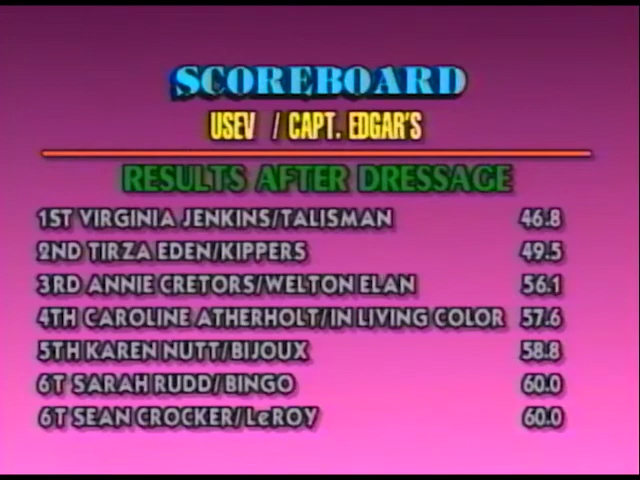 SCOREBOARD
USEV / CAPT. EDGAR'S
RESULTS AFTER DRESSAGE
1ST VIRGINIA JENKINS/TALISMAN 46.8
2ND TIRZA EDEN/KIPPERS 49.5
3RD ANNIE CRETORS/WELTON ELAN 56.1
4TH CAROLINE ATHERHOLT/IN LIVING COLOR 57.6
5TH KAREN NUTT/BIJOUX 58.8
6T SARAH RUDD/BINGO 60.0
6T SEAN CROCKER/LeROY 60.0